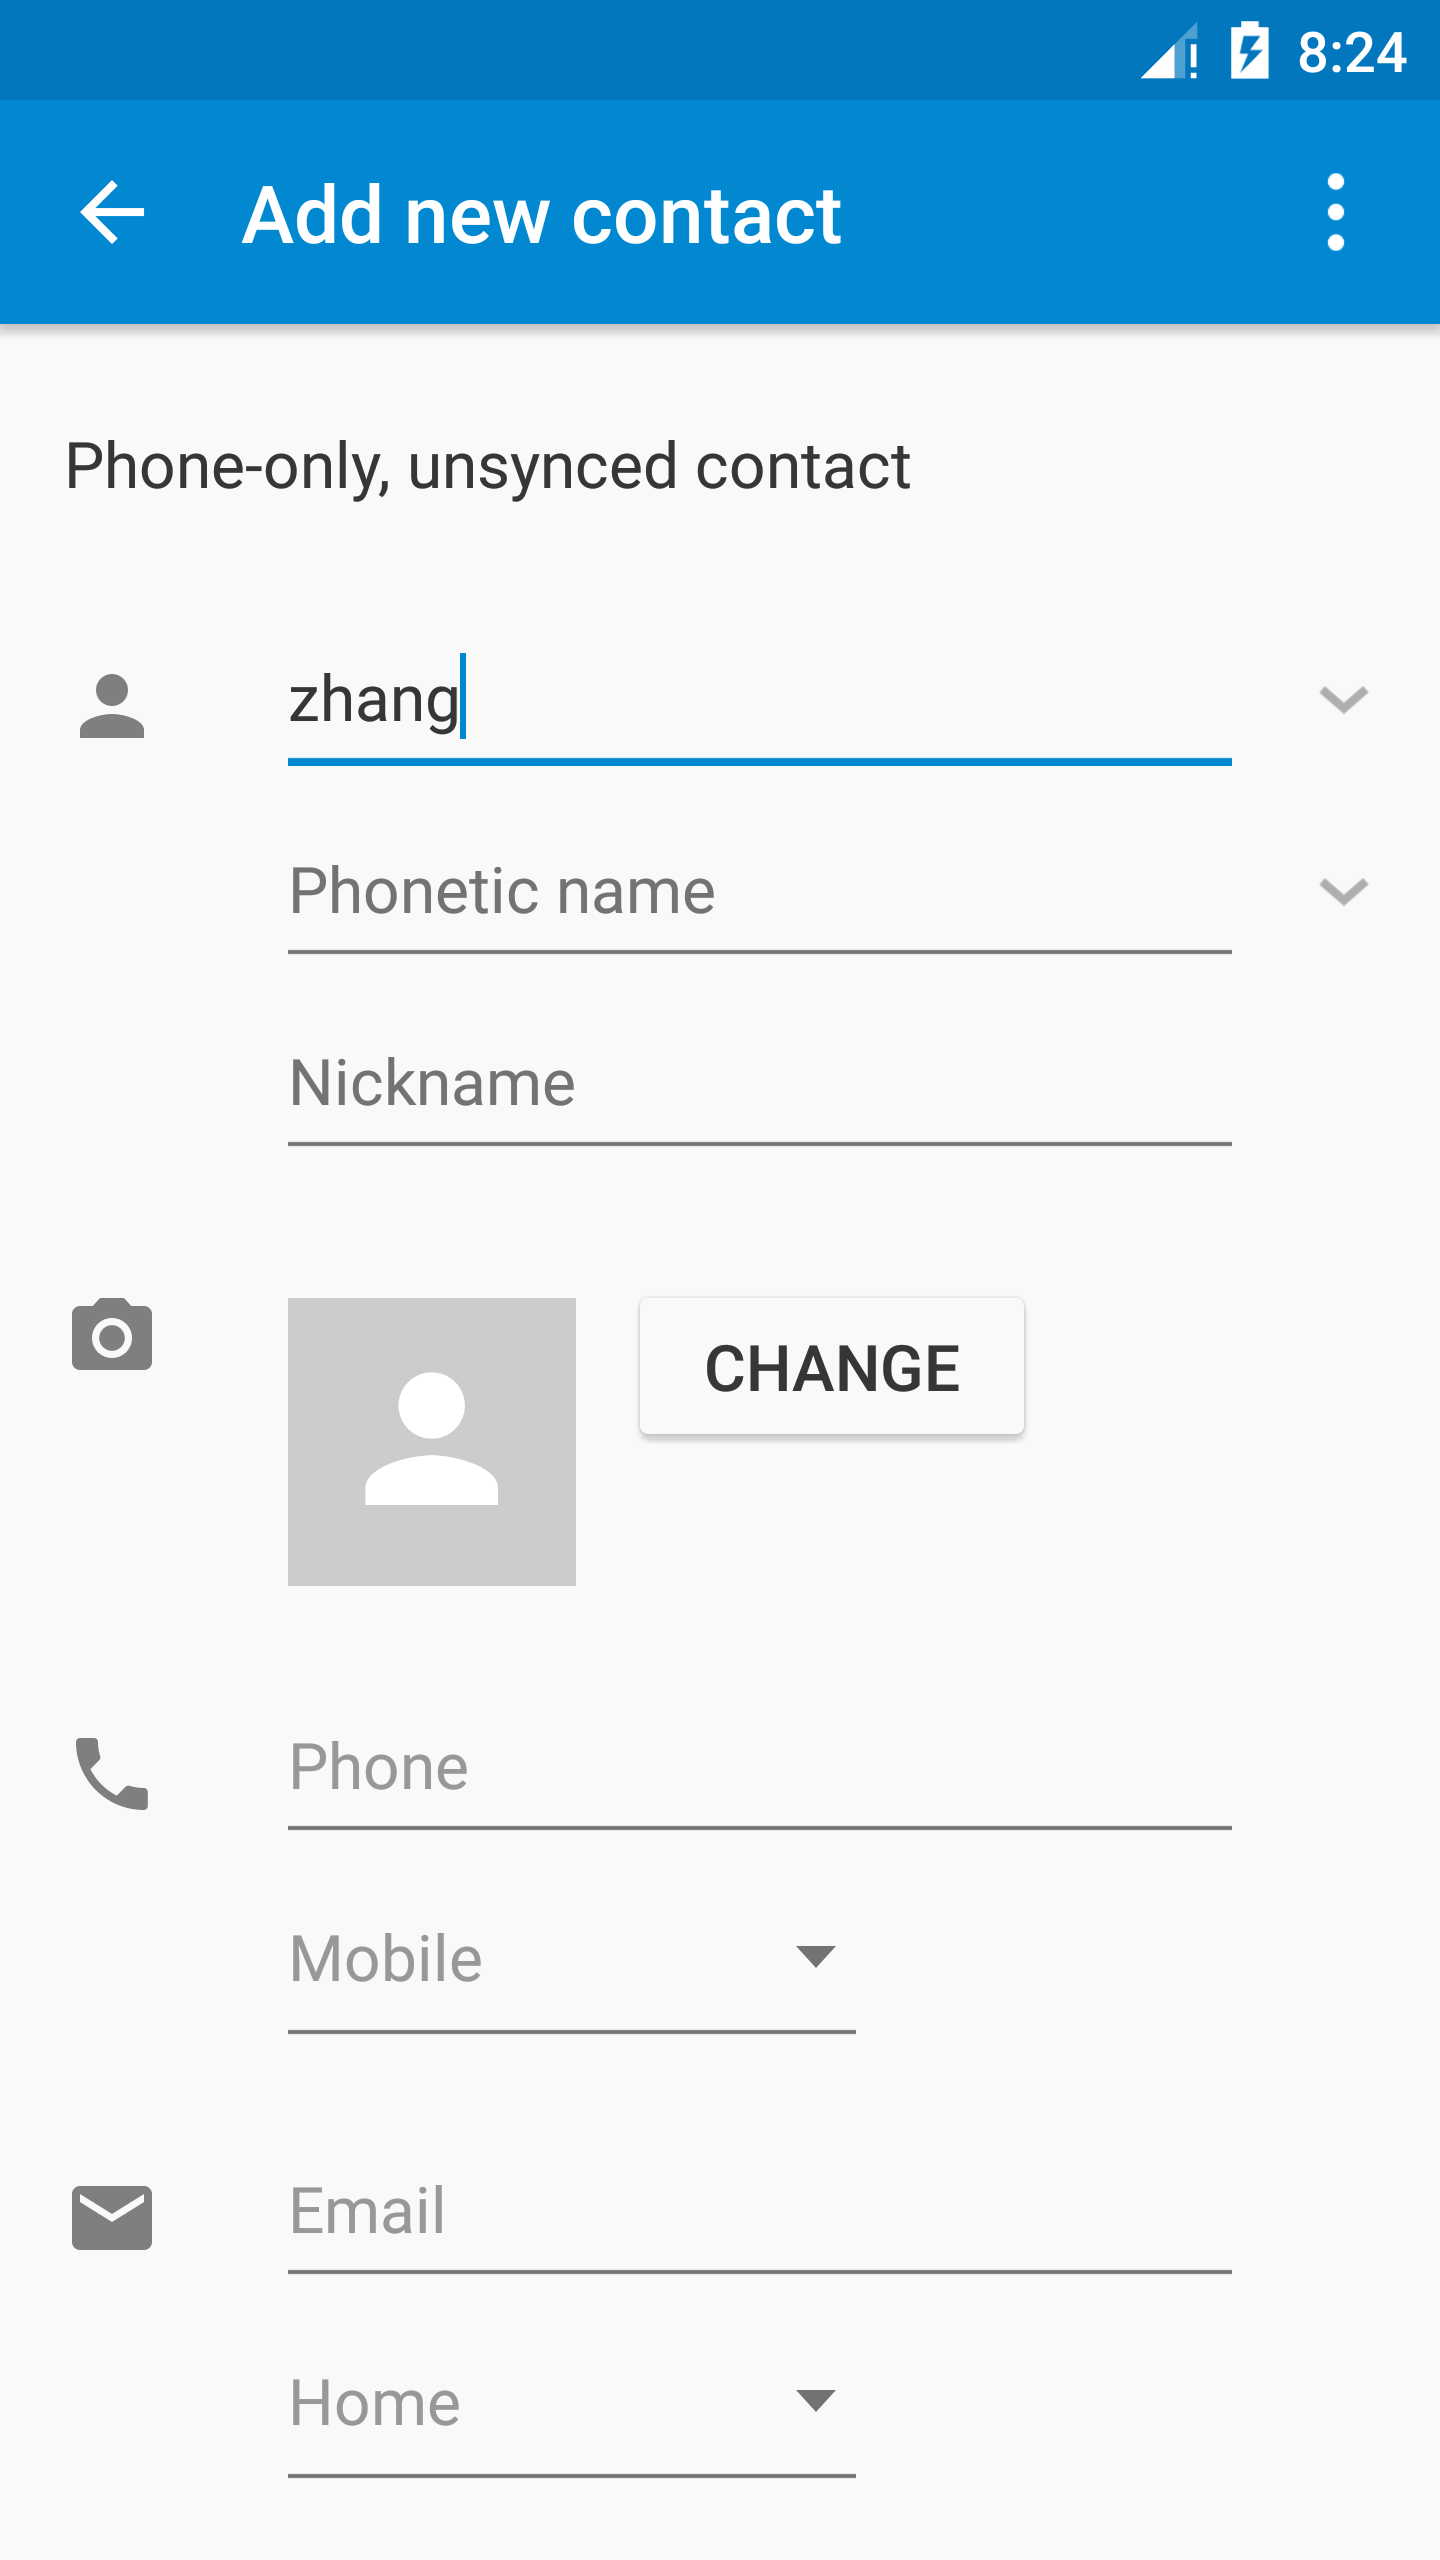 8:24
Add new contact
Phone-only, unsynced contact
zhang
Phonetic name
Nickname
CHANGE
Phone
Mobile
Email
Home